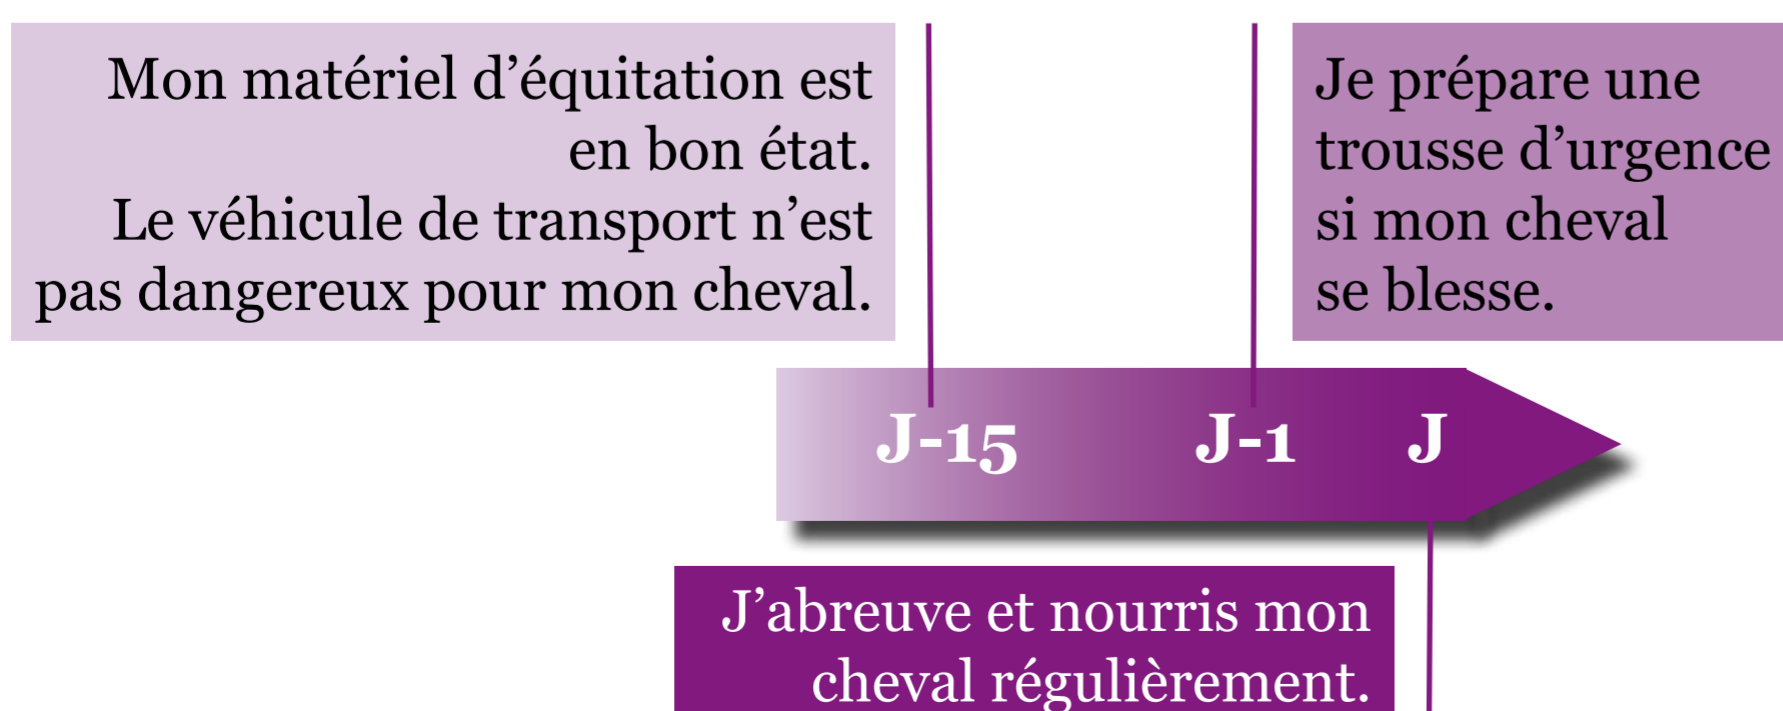 Mon matériel d’équitation est
en bon état.
Le véhicule de transport n’est
pas dangereux pour mon cheval.
Je prépare une
trousse d’urgence
si mon cheval
se blesse.
J-15 J-1 J
J’abreuve et nourris mon
cheval régulièrement.